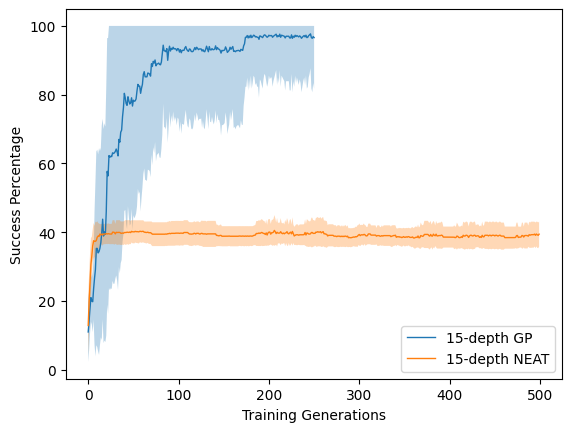 100
80
60
40
20
0
Success Percentage
0 100 200 300 400 500
Training Generations
15-depth GP
15-depth NEAT